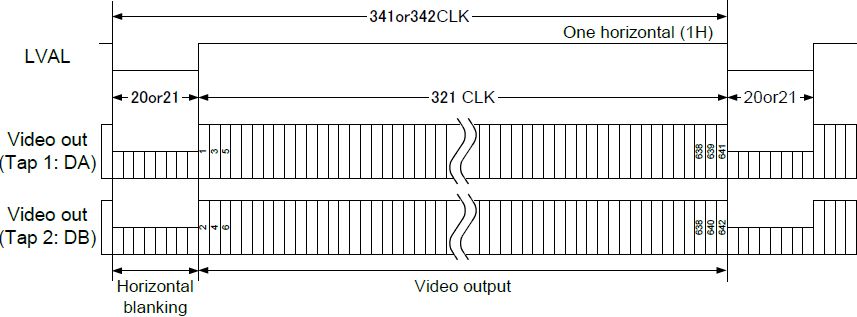 341or342CLK
One horizontal (1H)
LVAL
20or21
321 CLK
20or21
Video out
(Tap 1: DA)
1
3
5
638
639
641
Video out
(Tap 2: DB)
2
4
6
638
640
642
Horizontal
blanking
Video output